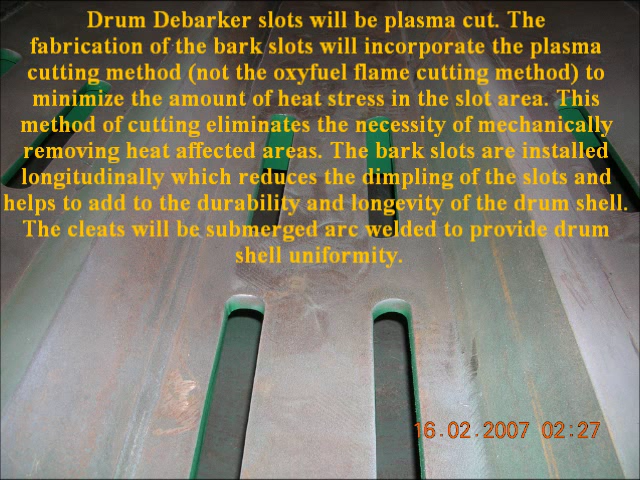 Drum Debarker slots will be plasma cut. The
fabrication of the bark slots will incorporate the plasma
cutting method (not the oxyfuel flame cutting method) to
minimize the amount of heat stress in the slot area. This
method of cutting eliminates the necessity of mechanically
removing heat affected areas. The bark slots are installed
longitudinally which reduces the dimpling of the slots and
helps to add to the durability and longevity of the drum shell.
The cleats will be submerged arc welded to provide drum
shell uniformity.
16.02.2007 02:27